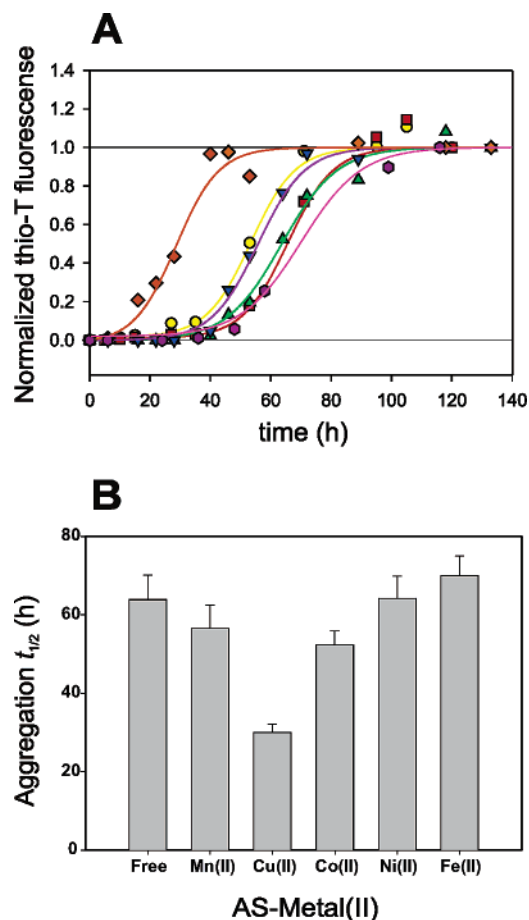 A
Normalized thio-T fluorescense
1.4
1.2
1.0
0.8
0.6
0.4
0.2
0.0
0 20 40 60 80 100 120 140
time (h)
B
Aggregation t1/2 (h)
80
60
40
20
0
Free Mn(II) Cu(II) Co(II) Ni(II) Fe(II)
AS-Metal(II)